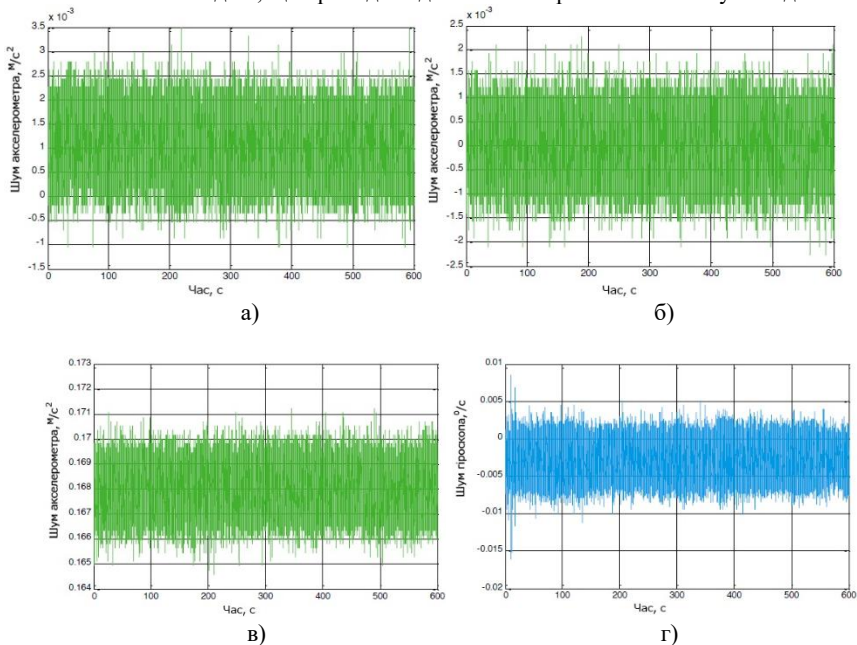 x 10⁻³
3.5
3
2.5
2
1.5
1
0.5
0
-0.5
-1
-1.5
Шум акселерометра, м/с²
0 100 200 300 400 500 600
Час, с
а)
x 10⁻³
2.5
2
1.5
1
0.5
0
-0.5
-1
-1.5
-2
-2.5
Шум акселерометра, м/с²
0 100 200 300 400 500 600
Час, с
б)
0.173
0.172
0.171
0.17
0.169
0.168
0.167
0.166
0.165
0.164
Шум акселерометра, м/с²
0 100 200 300 400 500 600
Час, с
в)
0.01
0.005
0
-0.005
-0.01
-0.015
-0.02
Шум гіроскопа, ⁰/с
0 100 200 300 400 500 600
Час, с
г)